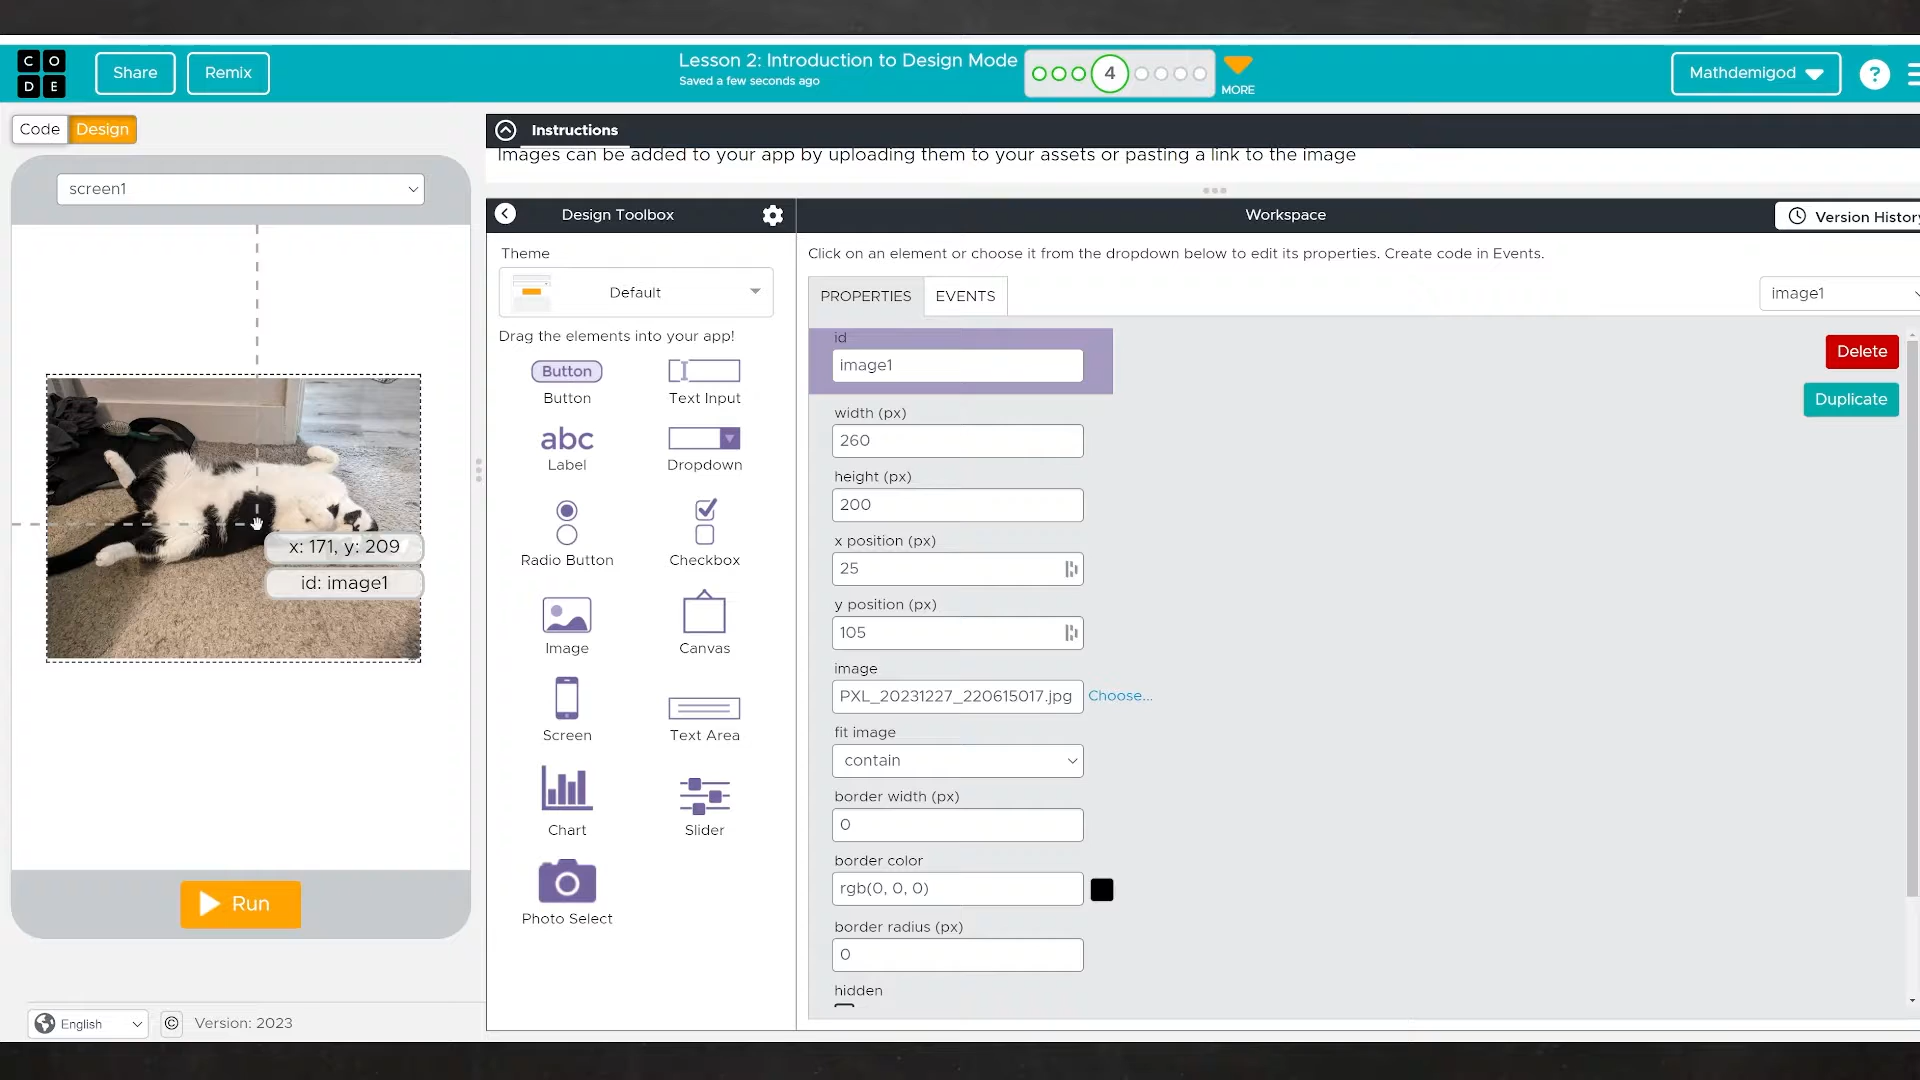 CODE
Share
Remix
Lesson 2: Introduction to Design Mode
Saved a few seconds ago
4
MORE
Mathdemigod
?
Code
Design
Instructions
Images can be added to your app by uploading them to your assets or pasting a link to the image
screen1
Design Toolbox
Workspace
Version History
Theme
Default
Drag the elements into your app!
Button
Button
Text Input
abc
Label
Dropdown
Radio Button
Checkbox
Image
Canvas
Screen
Text Area
Chart
Slider
Photo Select
Click on an element or choose it from the dropdown below to edit its properties. Create code in Events.
PROPERTIES
EVENTS
image1
Delete
Duplicate
id
image1
width (px)
260
height (px)
200
x position (px)
25
y position (px)
105
image
PXL_20231227_220615017.jpg
Choose...
fit image
contain
border width (px)
0
border color
rgb(0, 0, 0)
border radius (px)
0
hidden
x: 171, y: 209
id: image1
Run
English
©
Version: 2023